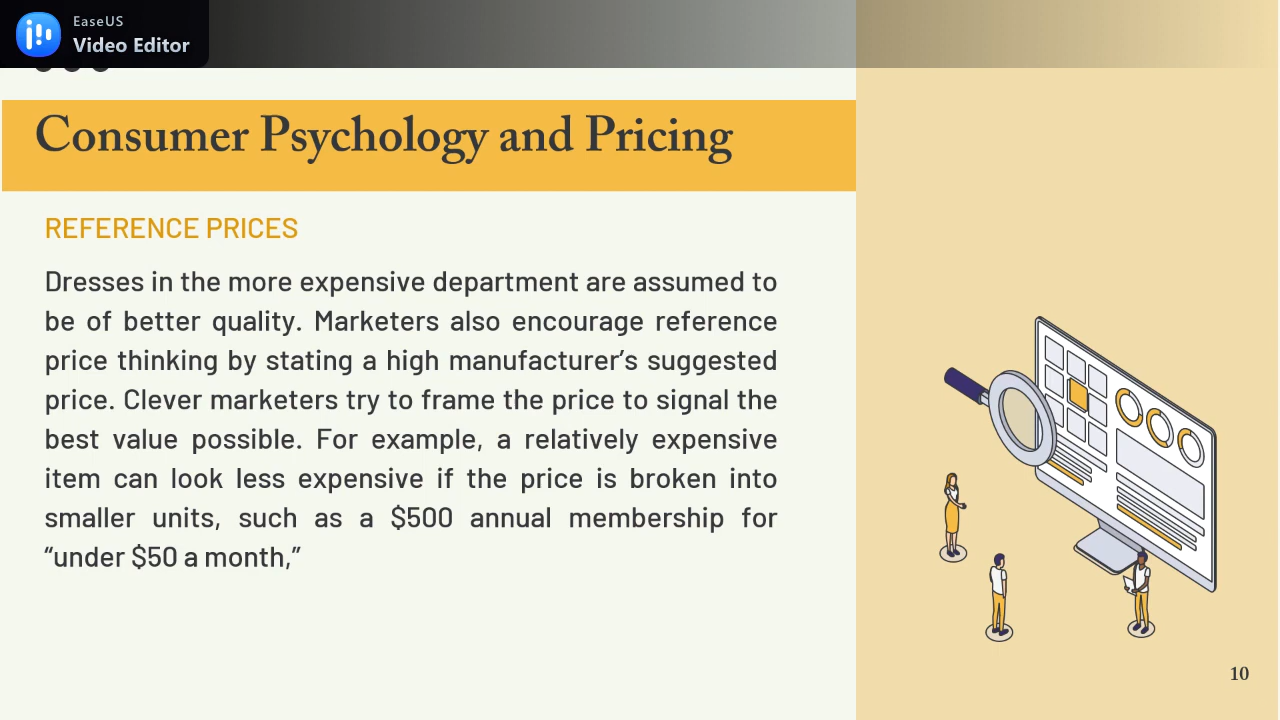 EaseUS
Video Editor
Consumer Psychology and Pricing
REFERENCE PRICES
Dresses in the more expensive department are assumed to
be of better quality. Marketers also encourage reference
price thinking by stating a high manufacturer’s suggested
price. Clever marketers try to frame the price to signal the
best value possible. For example, a relatively expensive
item can look less expensive if the price is broken into
smaller units, such as a $500 annual membership for
“under $50 a month,”
10